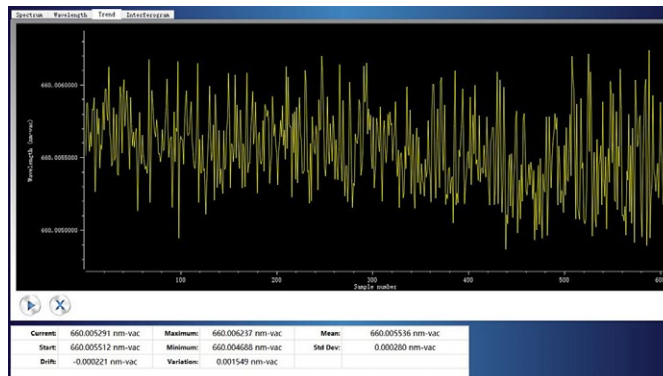 Spectrum Wavelength Trend Interferogram
660.0060000
660.0055000
660.0050000
Wavelength (nm-vac)
100 200 300 400 500 600
Sample number
Current: 660.005291 nm-vac Maximum: 660.006237 nm-vac Mean: 660.005536 nm-vac
Start: 660.005512 nm-vac Minimum: 660.004688 nm-vac Std Dev: 0.000280 nm-vac
Drift: -0.000221 nm-vac Variation: 0.001549 nm-vac